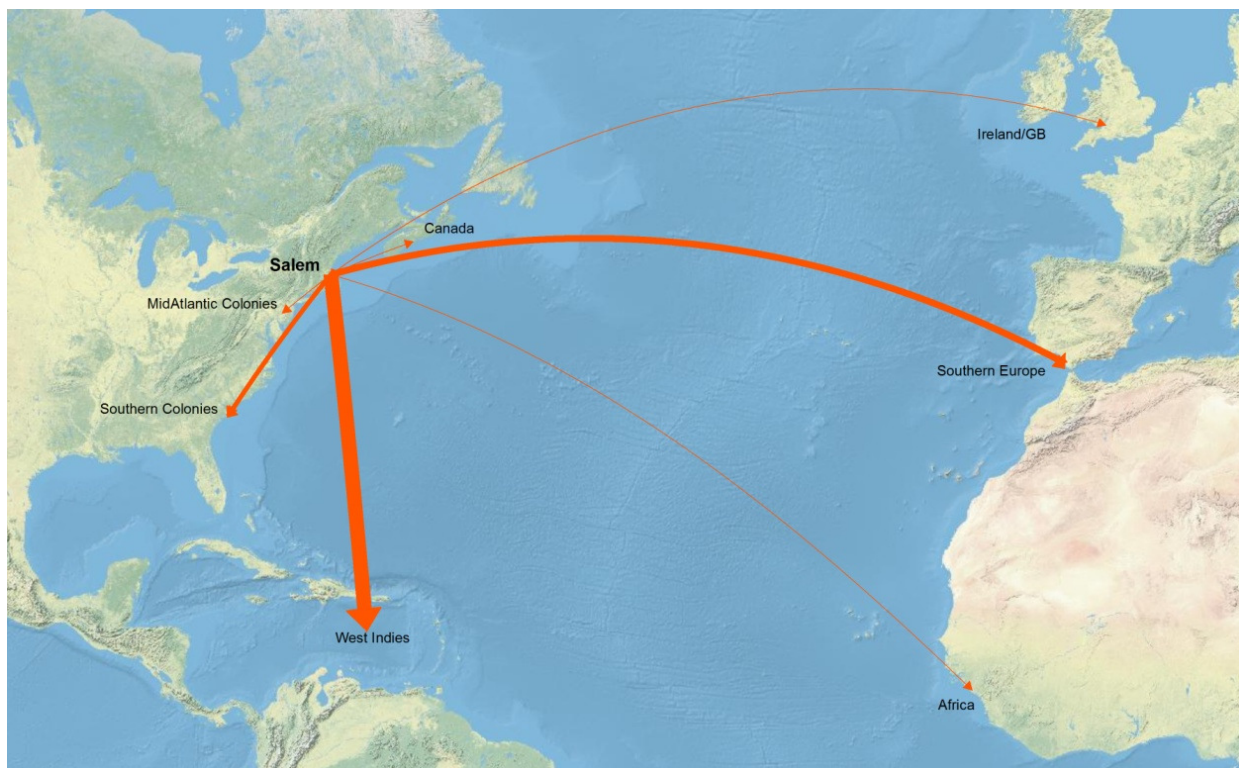 Ireland/GB
Canada
Salem
MidAtlantic Colonies
Southern Europe
Southern Colonies
West Indies
Africa